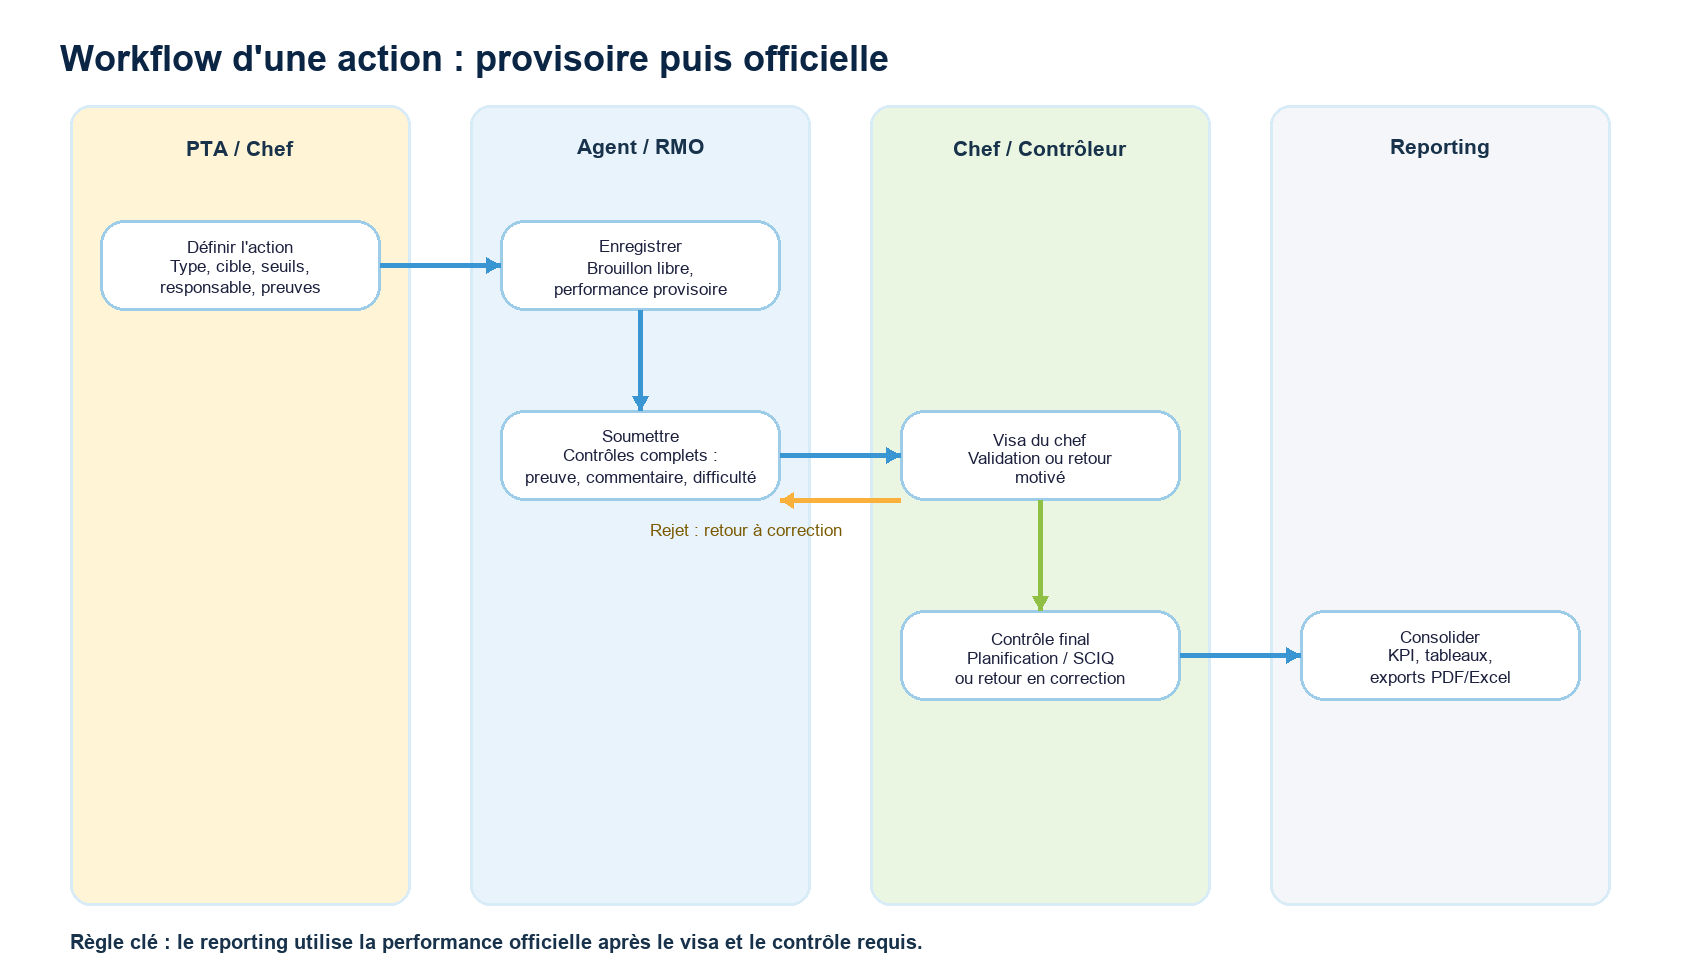 Workflow d'une action : provisoire puis officielle
PTA / Chef
Agent / RMO
Chef / Contrôleur
Reporting
Définir l'action
Type, cible, seuils,
responsable, preuves
Enregistrer
Brouillon libre,
performance provisoire
Soumettre
Contrôles complets :
preuve, commentaire, difficulté
Visa du chef
Validation ou retour
motivé
Rejet : retour à correction
Contrôle final
Planification / SCIQ
ou retour en correction
Consolider
KPI, tableaux,
exports PDF/Excel
Règle clé : le reporting utilise la performance officielle après le visa et le contrôle requis.